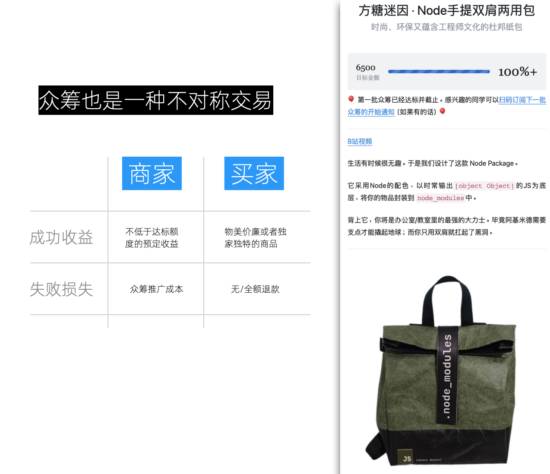 众筹也是一种不对称交易
商家
买家
成功收益
不低于达标额
度的预定收益
物美价廉或者独
家独特的商品
失败损失
众筹推广成本
无/全额退款
方糖迷因 · Node手提双肩两用包
时尚、环保又蕴含工程师文化的杜邦纸包
6500
目标金额
100%+
第一批众筹已经达标并截止。感兴趣的同学可以扫码订阅下一批
众筹的开始通知 (如果有的话)
B站视频
生活有时候很无趣。于是我们设计了这款 Node Package。
它采用Node的配色，以时常输出[object Object]的JS为底
层，将你的物品封装到 node_modules 中。
背上它，你将是办公室/教室里的最强的大力士。毕竟阿基米德需要
支点才能撬起地球；而你只用双肩就扛起了黑洞。
.node_modules
JS